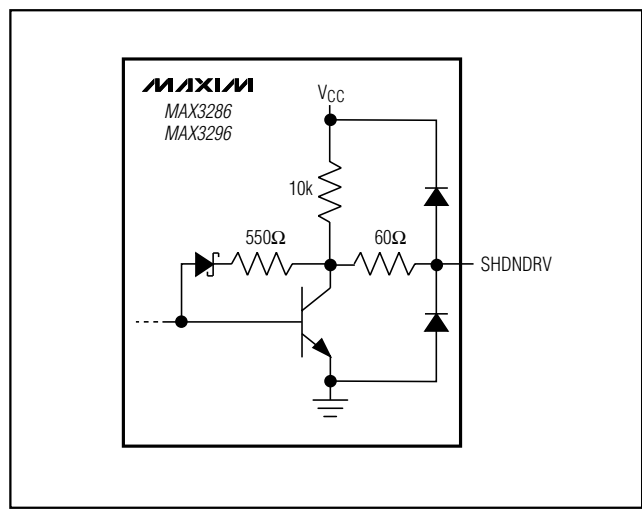 MAXIM
MAX3286
MAX3296
VCC
10k
550Ω
60Ω
SHDNDRV